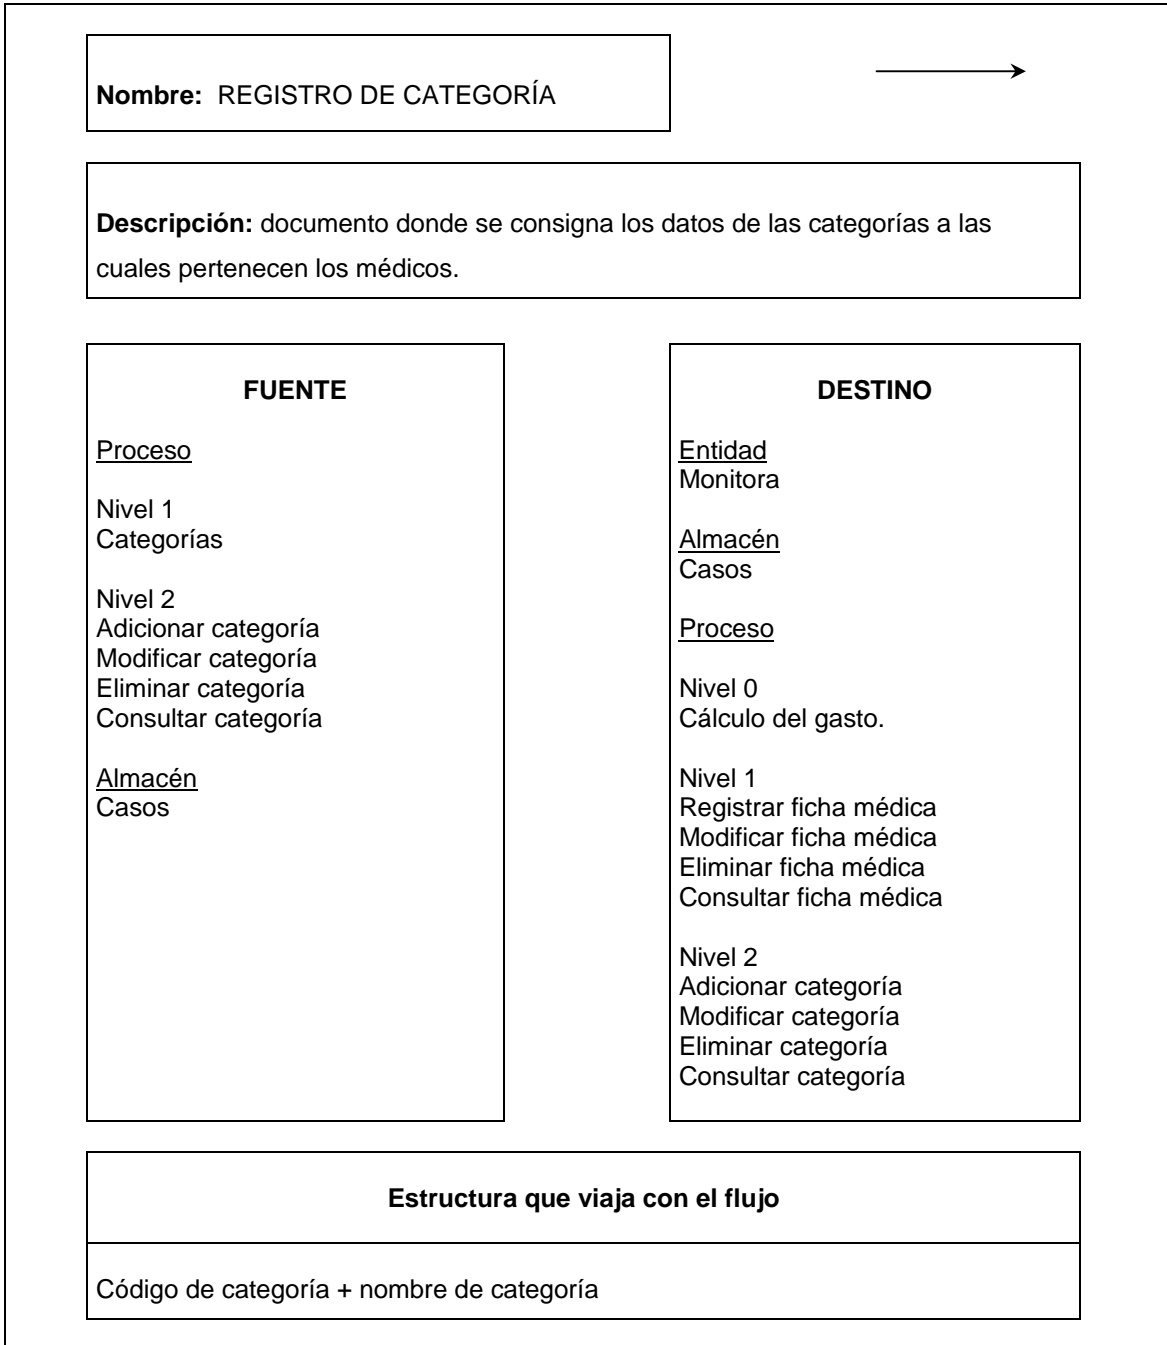 Nombre: REGISTRO DE CATEGORÍA
Descripción: documento donde se consigna los datos de las categorías a las
cuales pertenecen los médicos.
FUENTE
Proceso
Nivel 1
Categorías
Nivel 2
Adicionar categoría
Modificar categoría
Eliminar categoría
Consultar categoría
Almacén
Casos
DESTINO
Entidad
Monitora
Almacén
Casos
Proceso
Nivel 0
Cálculo del gasto.
Nivel 1
Registrar ficha médica
Modificar ficha médica
Eliminar ficha médica
Consultar ficha médica
Nivel 2
Adicionar categoría
Modificar categoría
Eliminar categoría
Consultar categoría
Estructura que viaja con el flujo
Código de categoría + nombre de categoría